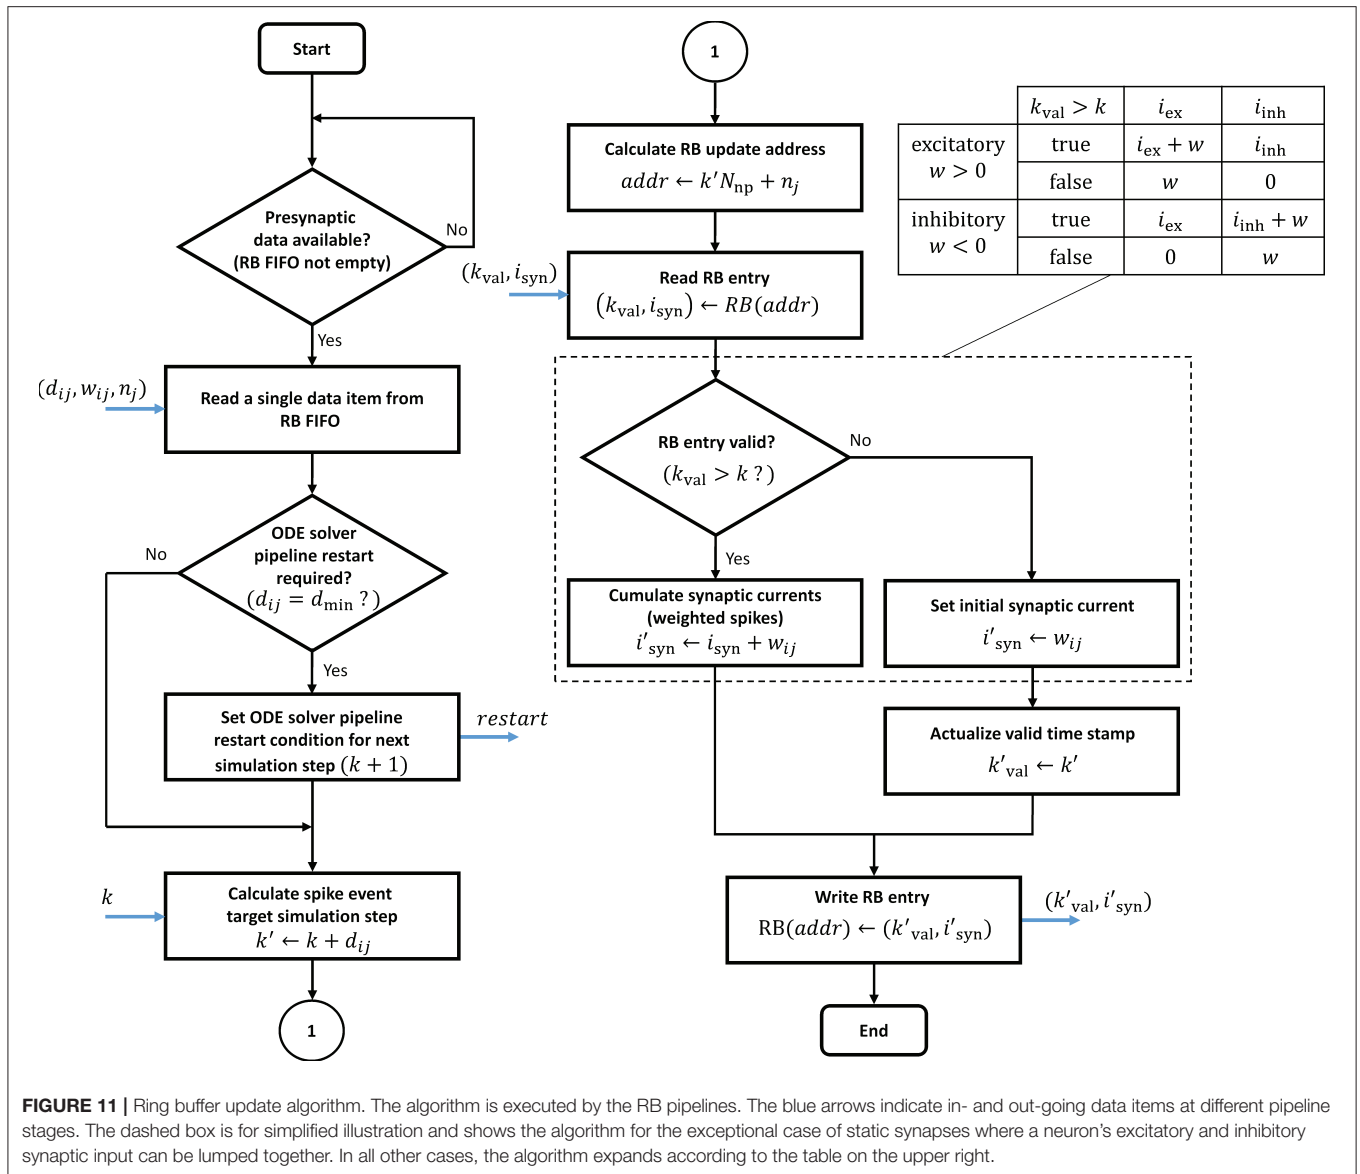 Start
Presynaptic
data available?
(RB FIFO not empty)
No
Yes
(d_ij, w_ij, n_j)
Read a single data item from
RB FIFO
ODE solver
pipeline restart
required?
(d_ij = d_min ?)
No
Yes
Set ODE solver pipeline
restart condition for next
simulation step (k + 1)
restart
k
Calculate spike event
target simulation step
k′ ← k + d_ij
1
1
Calculate RB update address
addr ← k′N_np + n_j
(k_val, i_syn)
Read RB entry
(k_val, i_syn) ← RB(addr)
RB entry valid?
(k_val > k ?)
No
Yes
Cumulate synaptic currents
(weighted spikes)
i′_syn ← i_syn + w_ij
Set initial synaptic current
i′_syn ← w_ij
Actualize valid time stamp
k′_val ← k′
Write RB entry
RB(addr) ← (k′_val, i′_syn)
(k′_val, i′_syn)
End
k_val > k i_ex i_inh
excitatory
w > 0
true i_ex + w i_inh
false w 0
inhibitory
w < 0
true i_ex i_inh + w
false 0 w
FIGURE 11 | Ring buffer update algorithm. The algorithm is executed by the RB pipelines. The blue arrows indicate in- and out-going data items at different pipeline
stages. The dashed box is for simplified illustration and shows the algorithm for the exceptional case of static synapses where a neuron's excitatory and inhibitory
synaptic input can be lumped together. In all other cases, the algorithm expands according to the table on the upper right.